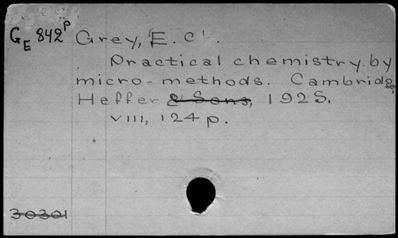 GE 842P Grey, E. C.
Practical chemistry by
micro-methods. Cambridge,
Heffer & Sons, 1925.
VIII, 124 p.
30301